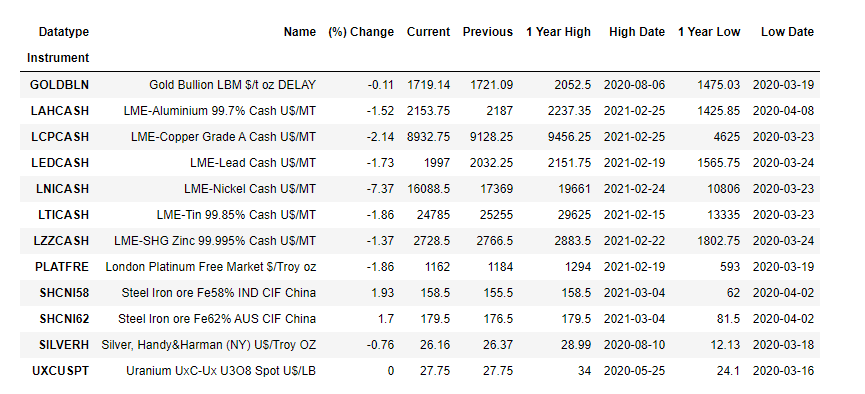 Datatype Name (%) Change Current Previous 1 Year High High Date 1 Year Low Low Date
Instrument
GOLDBLN Gold Bullion LBM $/t oz DELAY -0.11 1719.14 1721.09 2052.5 2020-08-06 1475.03 2020-03-19
LAHCASH LME-Aluminium 99.7% Cash U$/MT -1.52 2153.75 2187 2237.35 2021-02-25 1425.85 2020-04-08
LCPCASH LME-Copper Grade A Cash U$/MT -2.14 8932.75 9128.25 9456.25 2021-02-25 4625 2020-03-23
LEDCASH LME-Lead Cash U$/MT -1.73 1997 2032.25 2151.75 2021-02-19 1565.75 2020-03-24
LNICASH LME-Nickel Cash U$/MT -7.37 16088.5 17369 19661 2021-02-24 10806 2020-03-23
LTICASH LME-Tin 99.85% Cash U$/MT -1.86 24785 25255 29625 2021-02-15 13335 2020-03-23
LZZCASH LME-SHG Zinc 99.995% Cash U$/MT -1.37 2728.5 2766.5 2883.5 2021-02-22 1802.75 2020-03-24
PLATFRE London Platinum Free Market $/Troy oz -1.86 1162 1184 1294 2021-02-19 593 2020-03-19
SHCNI58 Steel Iron ore Fe58% IND CIF China 1.93 158.5 155.5 158.5 2021-03-04 62 2020-04-02
SHCNI62 Steel Iron ore Fe62% AUS CIF China 1.7 179.5 176.5 179.5 2021-03-04 81.5 2020-04-02
SILVERH Silver, Handy&Harman (NY) U$/Troy OZ -0.76 26.16 26.37 28.99 2020-08-10 12.13 2020-03-18
UXCUSPT Uranium UxC-Ux U3O8 Spot U$/LB 0 27.75 27.75 34 2020-05-25 24.1 2020-03-16